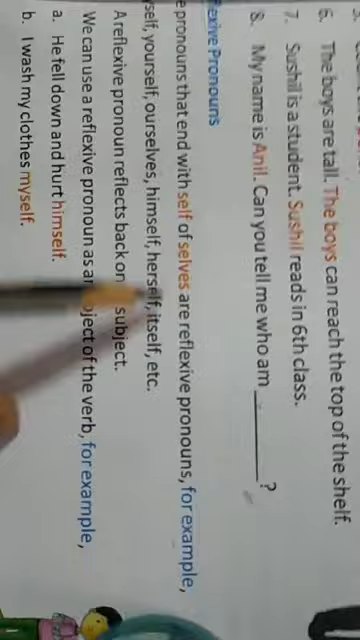 6. The boys are tall. The boys can reach the top of the shelf.
7. Sushil is a student. Sushil reads in 6th class.
8. My name is Anil. Can you tell me who am ______?
exive Pronouns
e pronouns that end with self of selves are reflexive pronouns, for example,
yself, yourself, ourselves, himself, herself, itself, etc.
A reflexive pronoun reflects back on subject.
We can use a reflexive pronoun as an object of the verb, for example,
a. He fell down and hurt himself.
b. I wash my clothes myself.